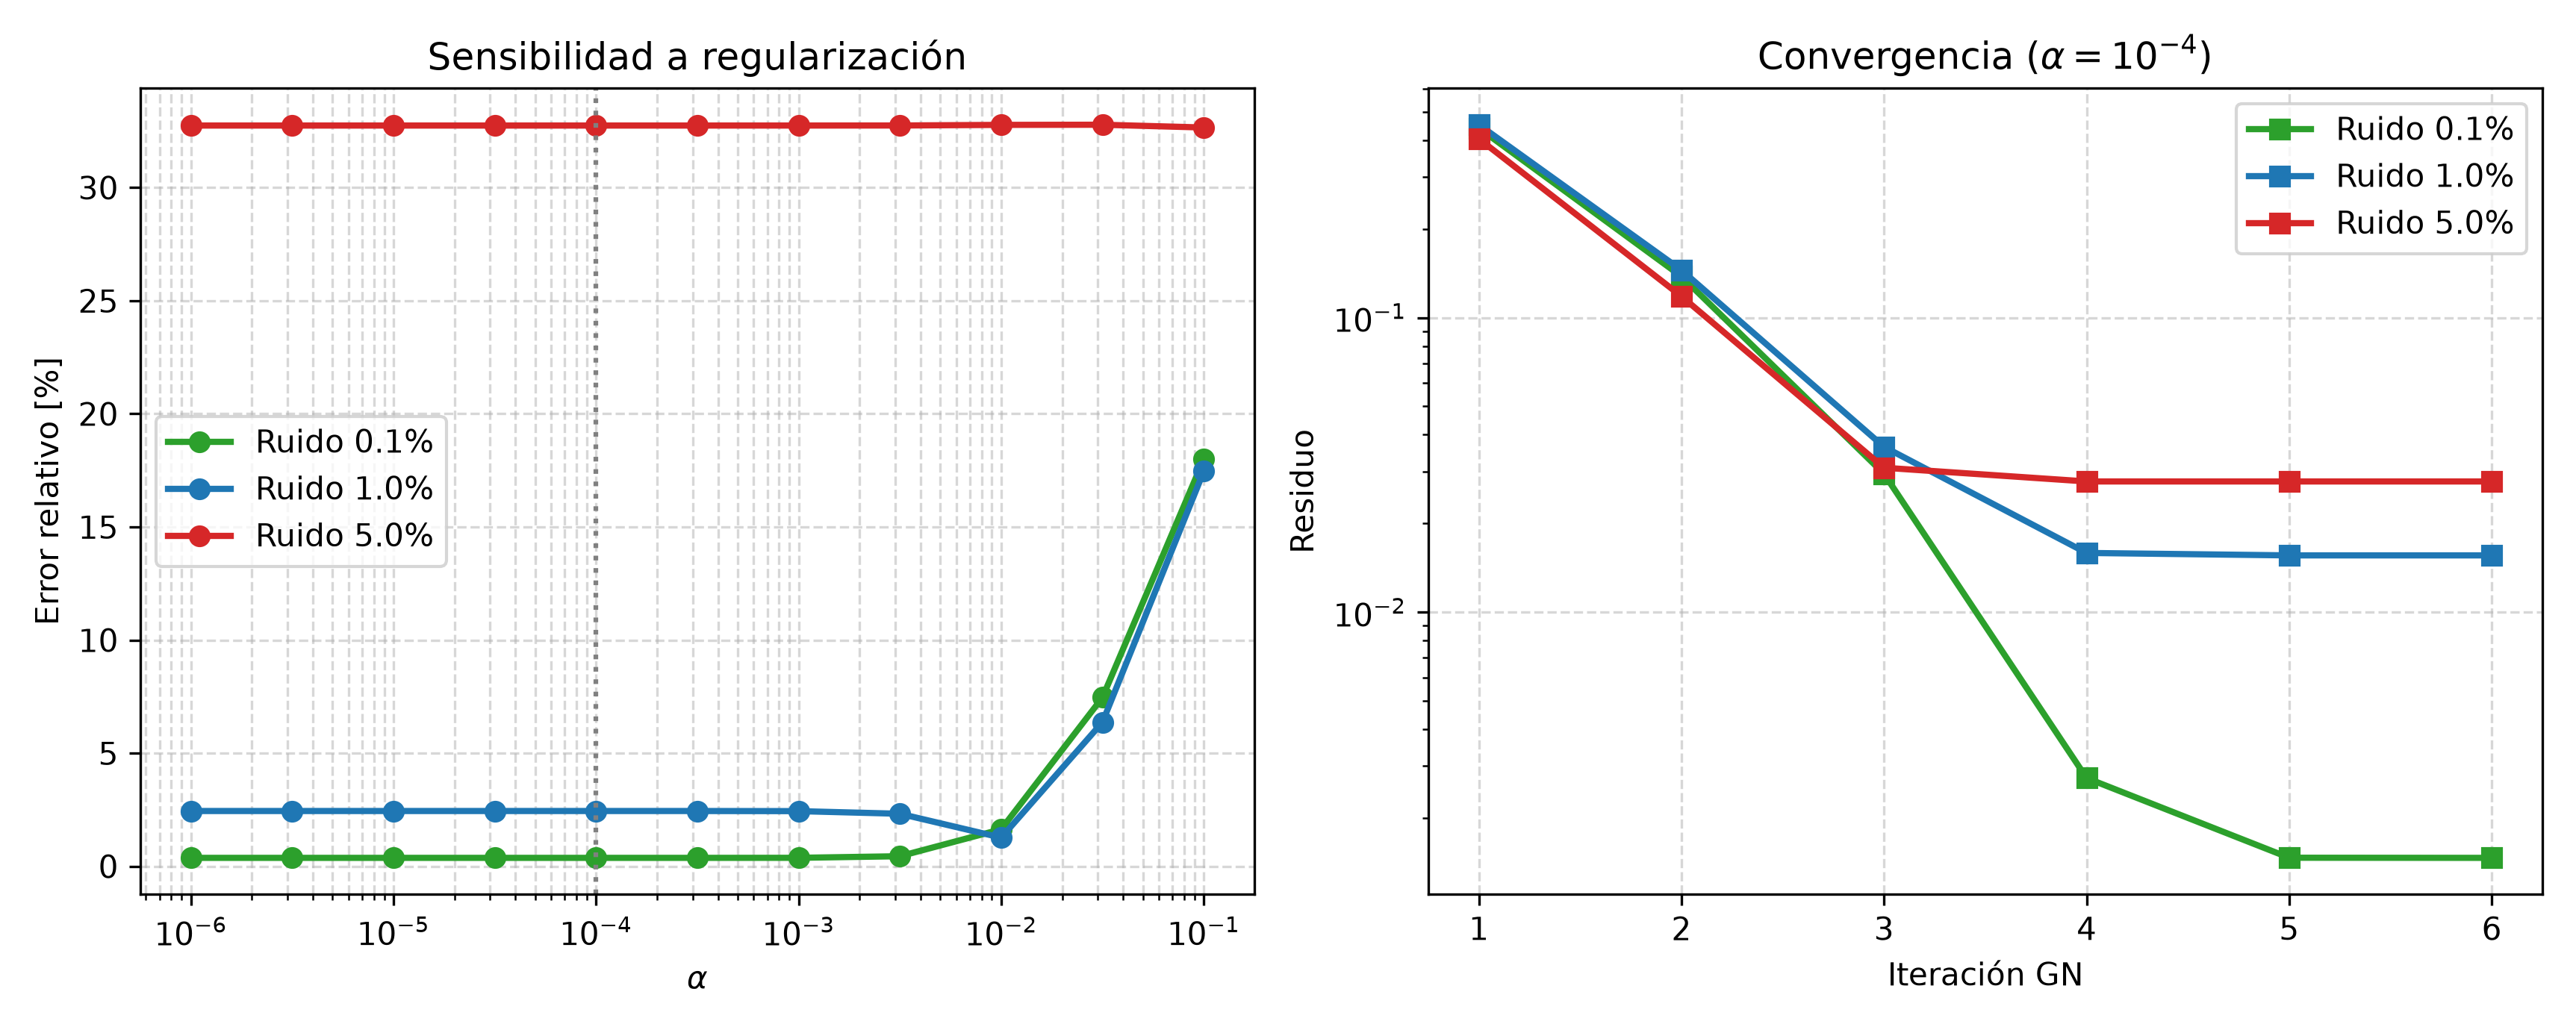 Sensibilidad a regularización
Error relativo [%]
30
25
20
15
10
5
0
Ruido 0.1%
Ruido 1.0%
Ruido 5.0%
10⁻⁶ 10⁻⁵ 10⁻⁴ 10⁻³ 10⁻² 10⁻¹
α
Convergencia (α = 10⁻⁴)
Residuo
10⁻¹
10⁻²
Ruido 0.1%
Ruido 1.0%
Ruido 5.0%
1 2 3 4 5 6
Iteración GN